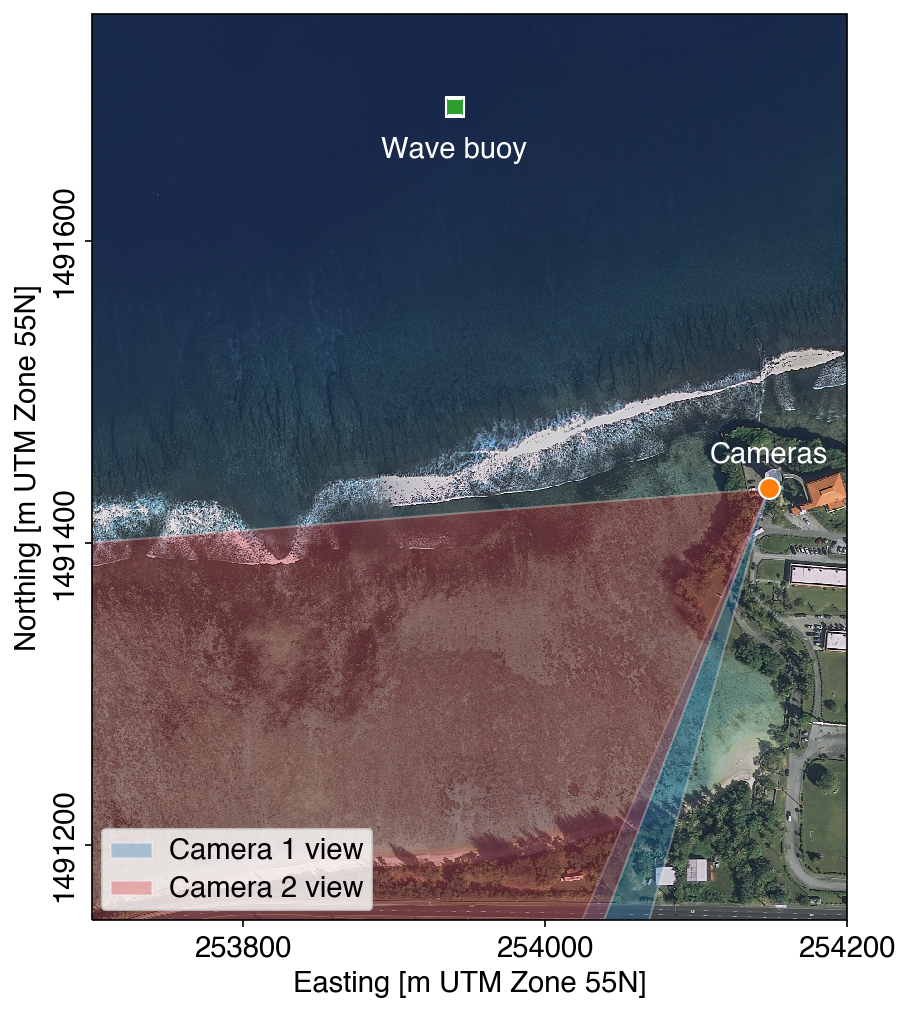 Wave buoy
1491600
Cameras
1491400
Northing [m UTM Zone 55N]
1491200
Camera 1 view
Camera 2 view
253800
254000
254200
Easting [m UTM Zone 55N]